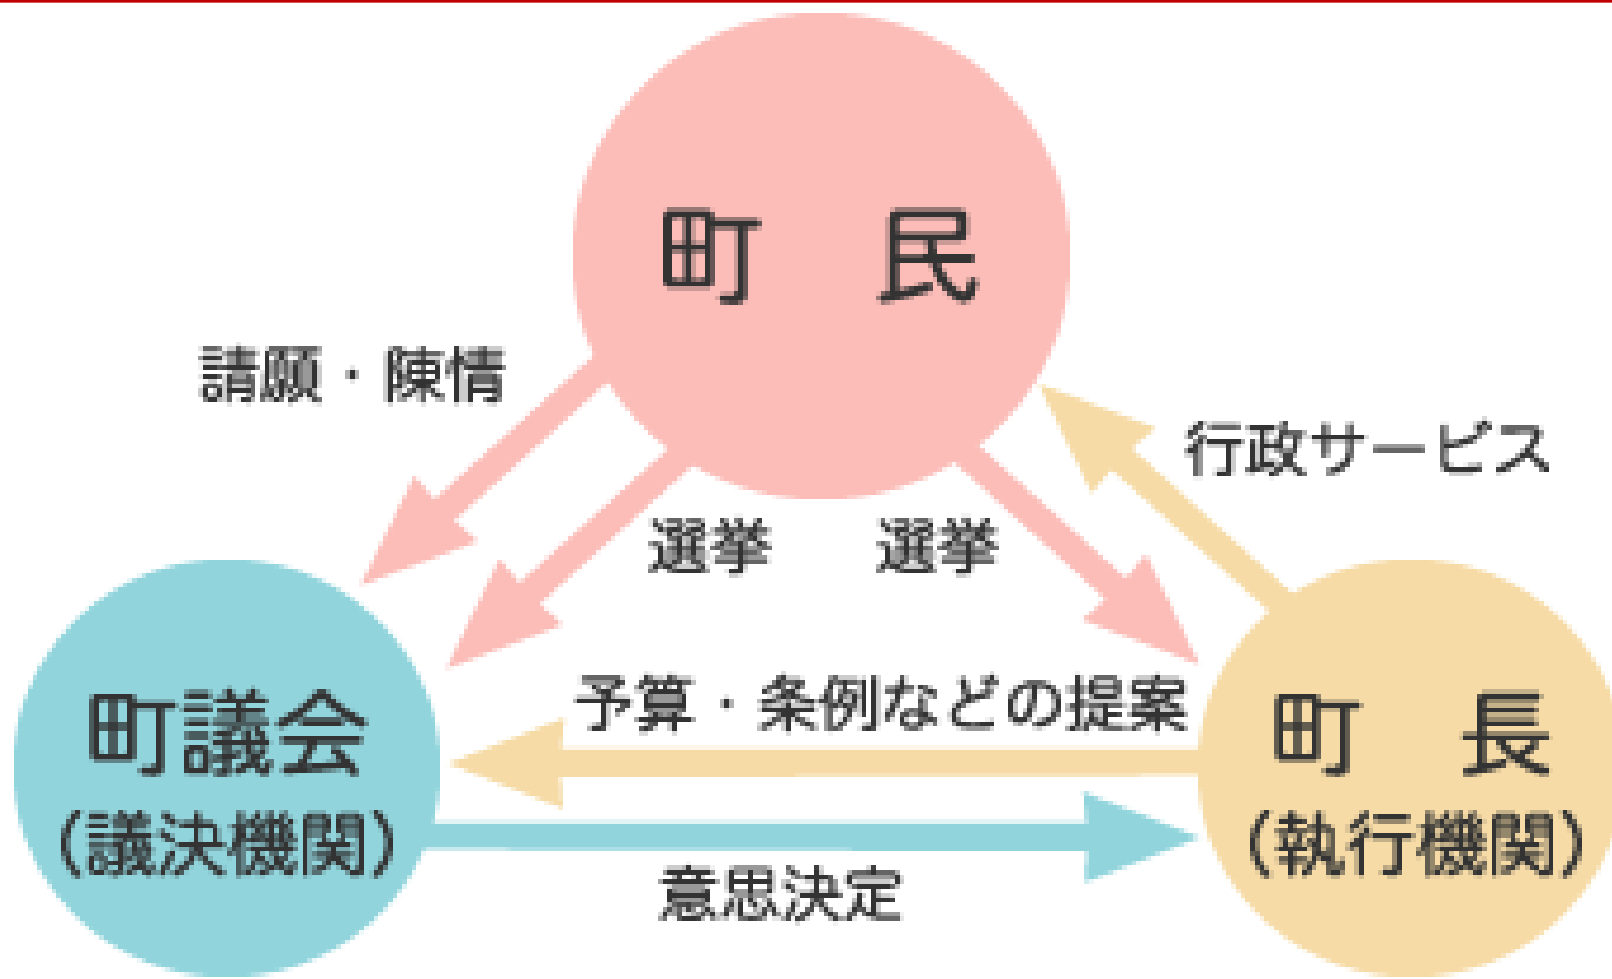 町　民
請願・陳情
行政サービス
選挙　選挙
予算・条例などの提案
町議会
（議決機関）
町　長
（執行機関）
意思決定